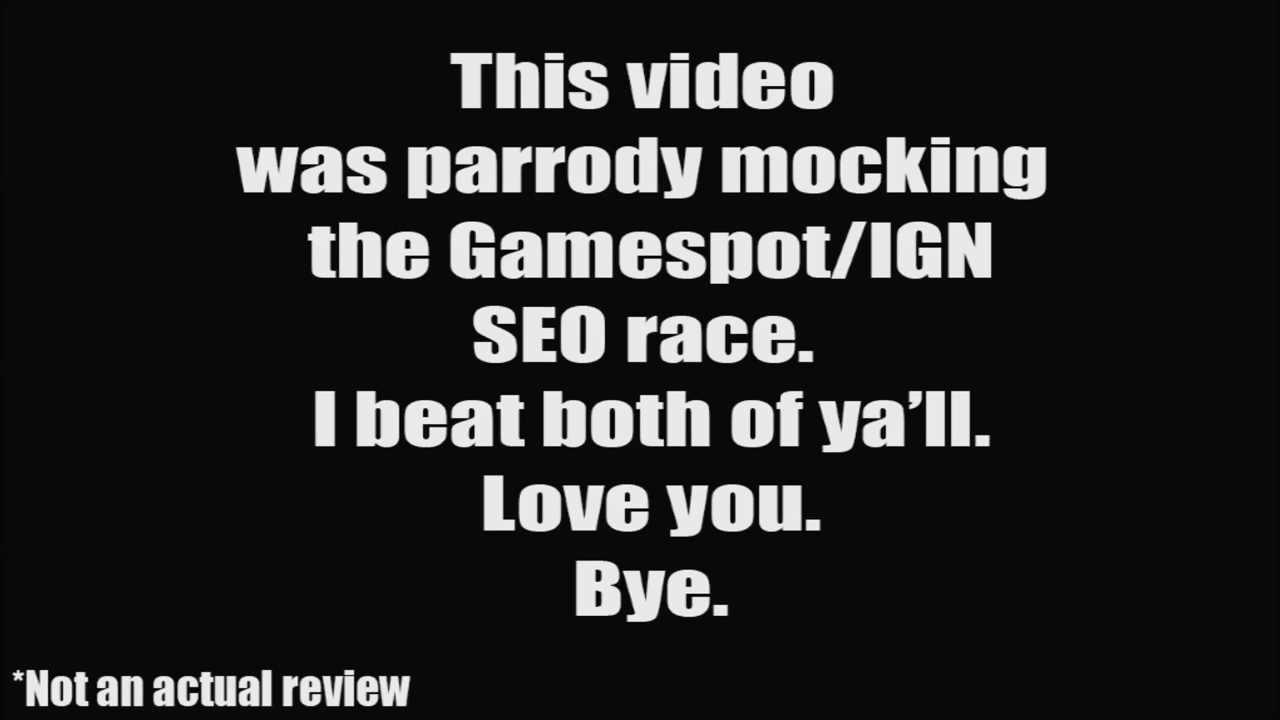 This video
was parrody mocking
the Gamespot/IGN
SEO race.
I beat both of ya’ll.
Love you.
Bye.
*Not an actual review